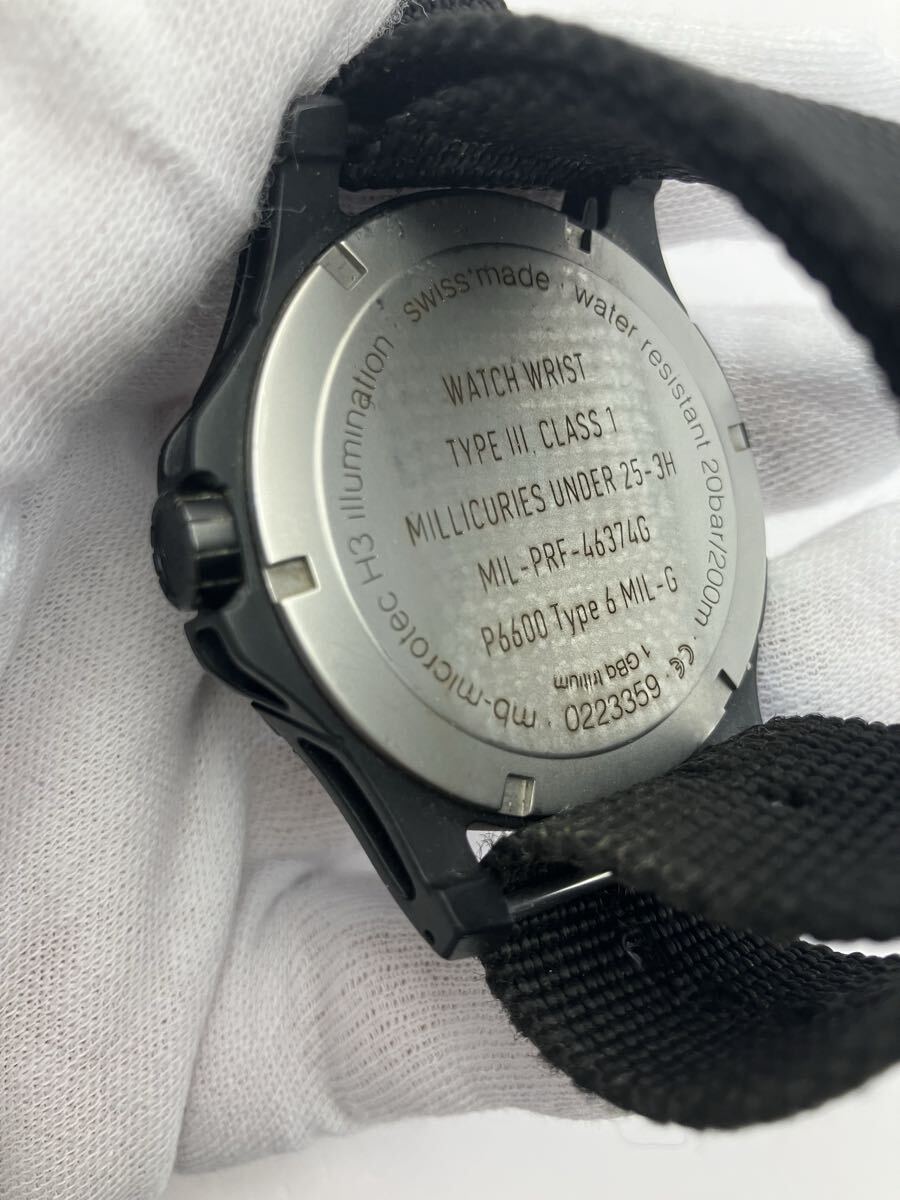 WATCH WRIST
TYPE III, CLASS 1
MILLICURIES UNDER 25-3H
MIL-PRF-46374G
P6600 Type 6 MIL-G
1 GBq tritium
mb-microtec H3 illumination · swiss made · water resistant 20bar/200m · CE · 0223359 ·